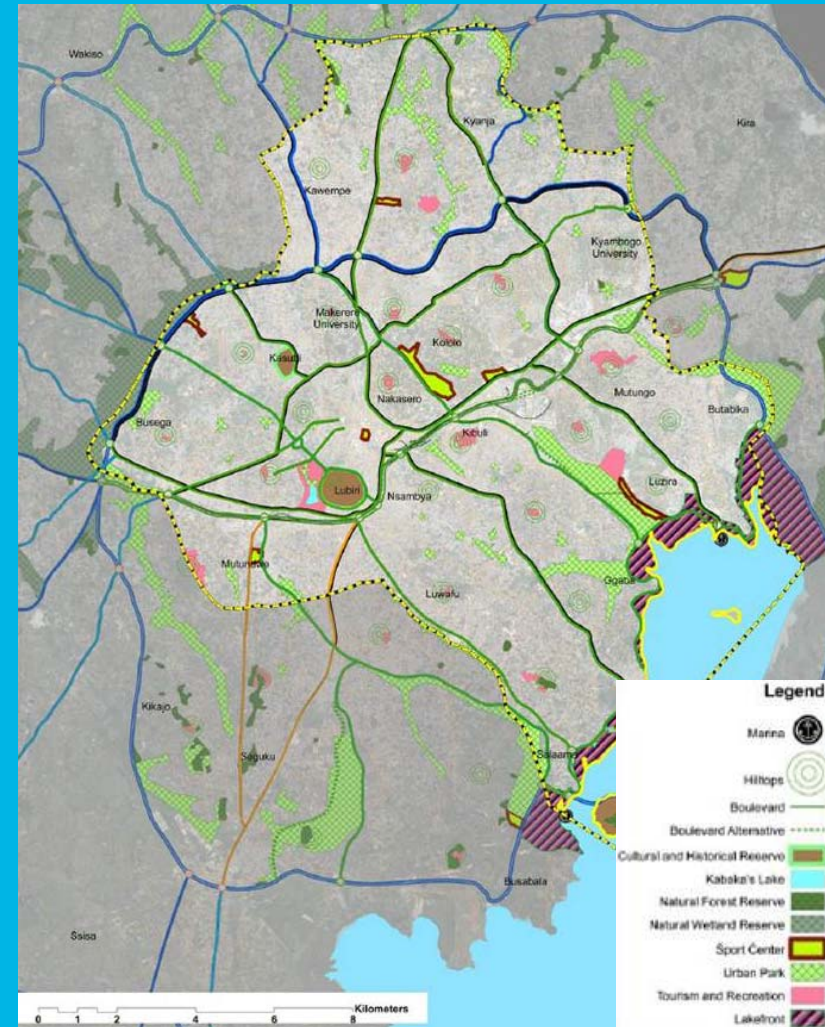 Wakiso
Kyanja
Kira
Kawempe
Kyambogo
University
Makerere
University
Kololo
Kasubi
Nakasero
Mutungo
Butabika
Busega
Kibuli
Luzira
Lubiri
Nsambya
Mutundwe
Ggaba
Luwafu
Kikajo
Seguku
Salaama
Busabala
Ssisa
Kilometers
0 1 2 4 6 8
Legend
Marina
Hilltops
Boulevard
Boulevard Alternative
Cultural and Historical Reserve
Kabaka's Lake
Natural Forest Reserve
Natural Wetland Reserve
Sport Center
Urban Park
Tourism and Recreation
Lakefront